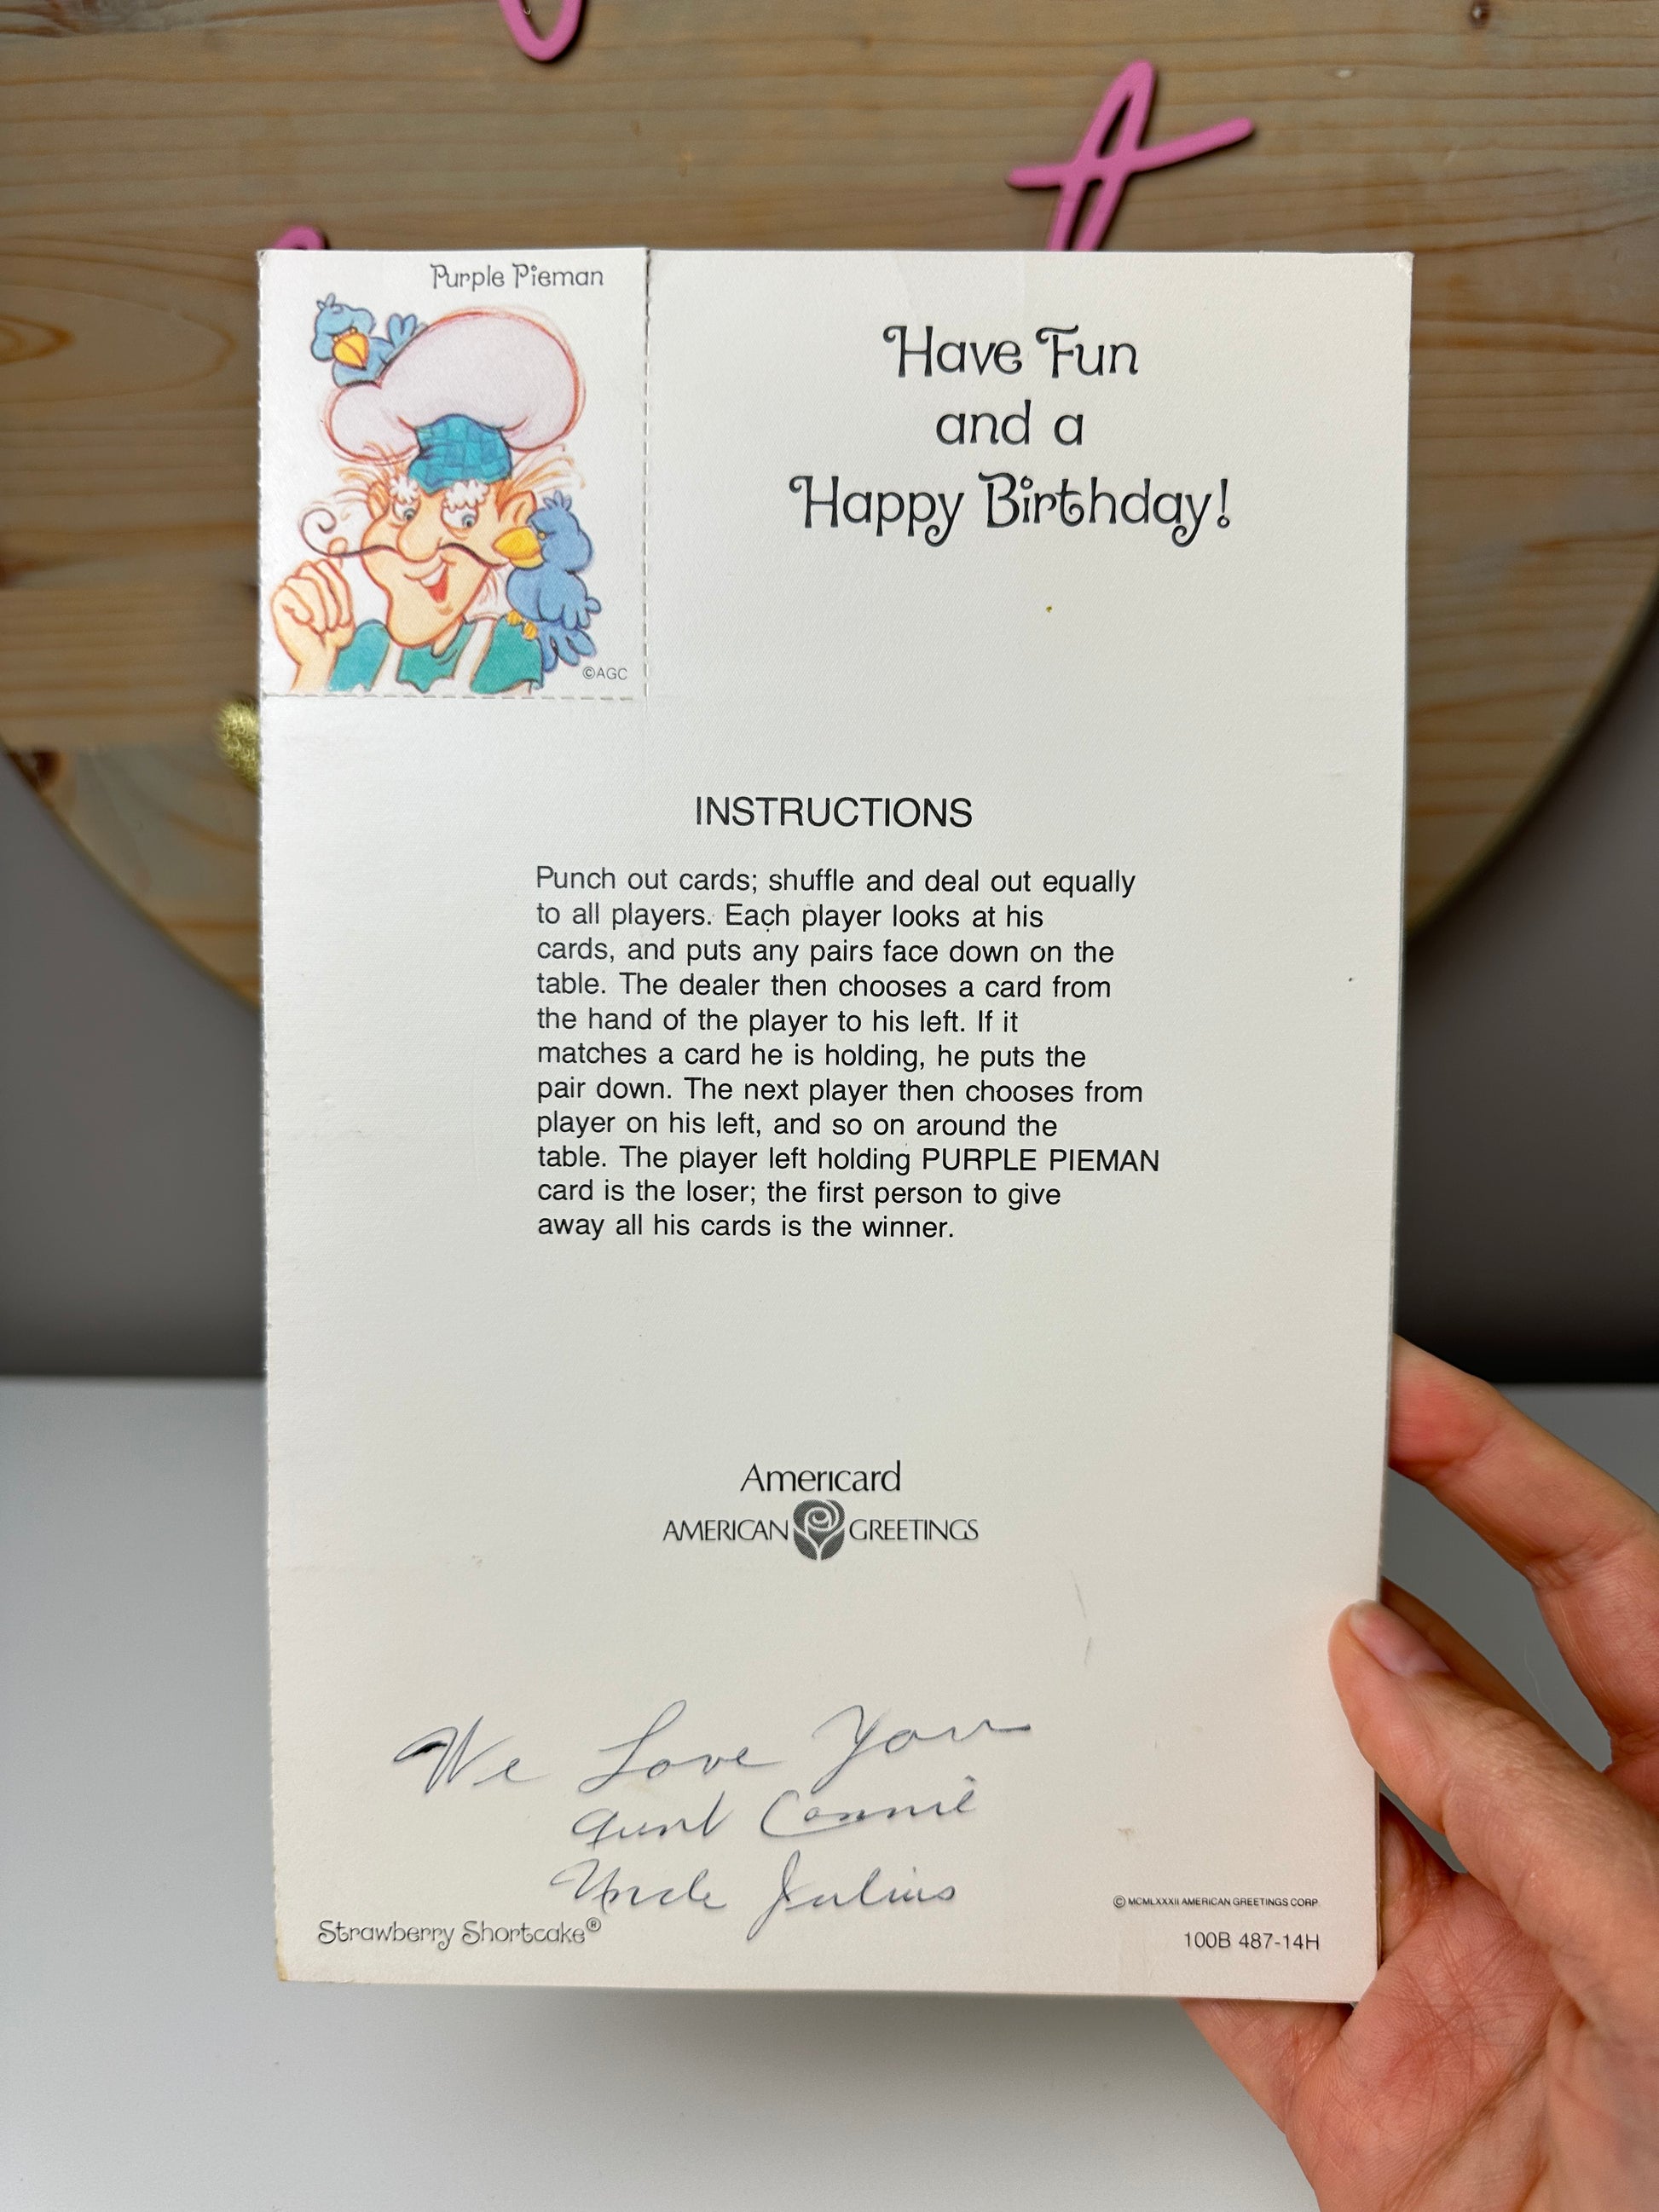 Purple Pieman
©AGC
Have Fun
and a
Happy Birthday!
INSTRUCTIONS
Punch out cards; shuffle and deal out equally
to all players. Each player looks at his
cards, and puts any pairs face down on the
table. The dealer then chooses a card from
the hand of the player to his left. If it
matches a card he is holding, he puts the
pair down. The next player then chooses from
player on his left, and so on around the
table. The player left holding PURPLE PIEMAN
card is the loser; the first person to give
away all his cards is the winner.
Americard
AMERICAN GREETINGS
We Love You
Aunt Connie
Uncle Julius
Strawberry Shortcake®
© MCMLXXXII AMERICAN GREETINGS CORP.
100B 487-14H